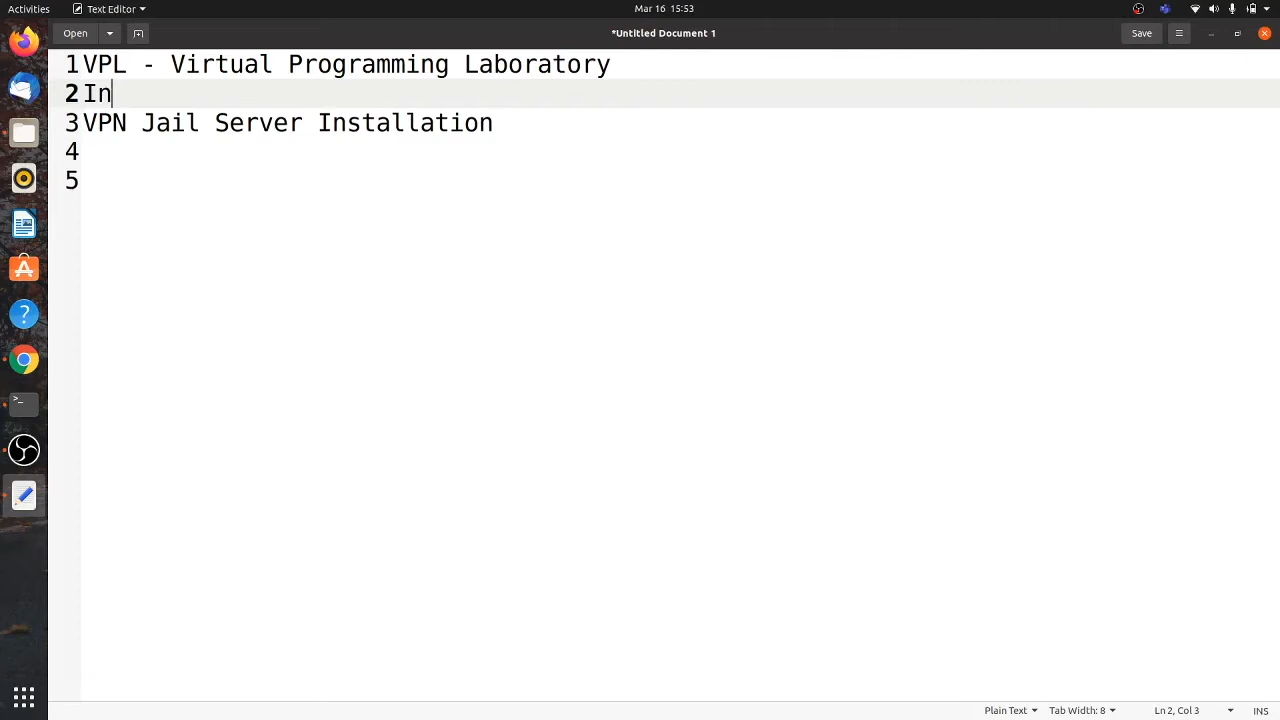 Activities Text Editor Mar 16 15:53
Open *Untitled Document 1 Save
1 VPL - Virtual Programming Laboratory
2 In
3 VPN Jail Server Installation
4
5
Plain Text Tab Width: 8 Ln 2, Col 3 INS